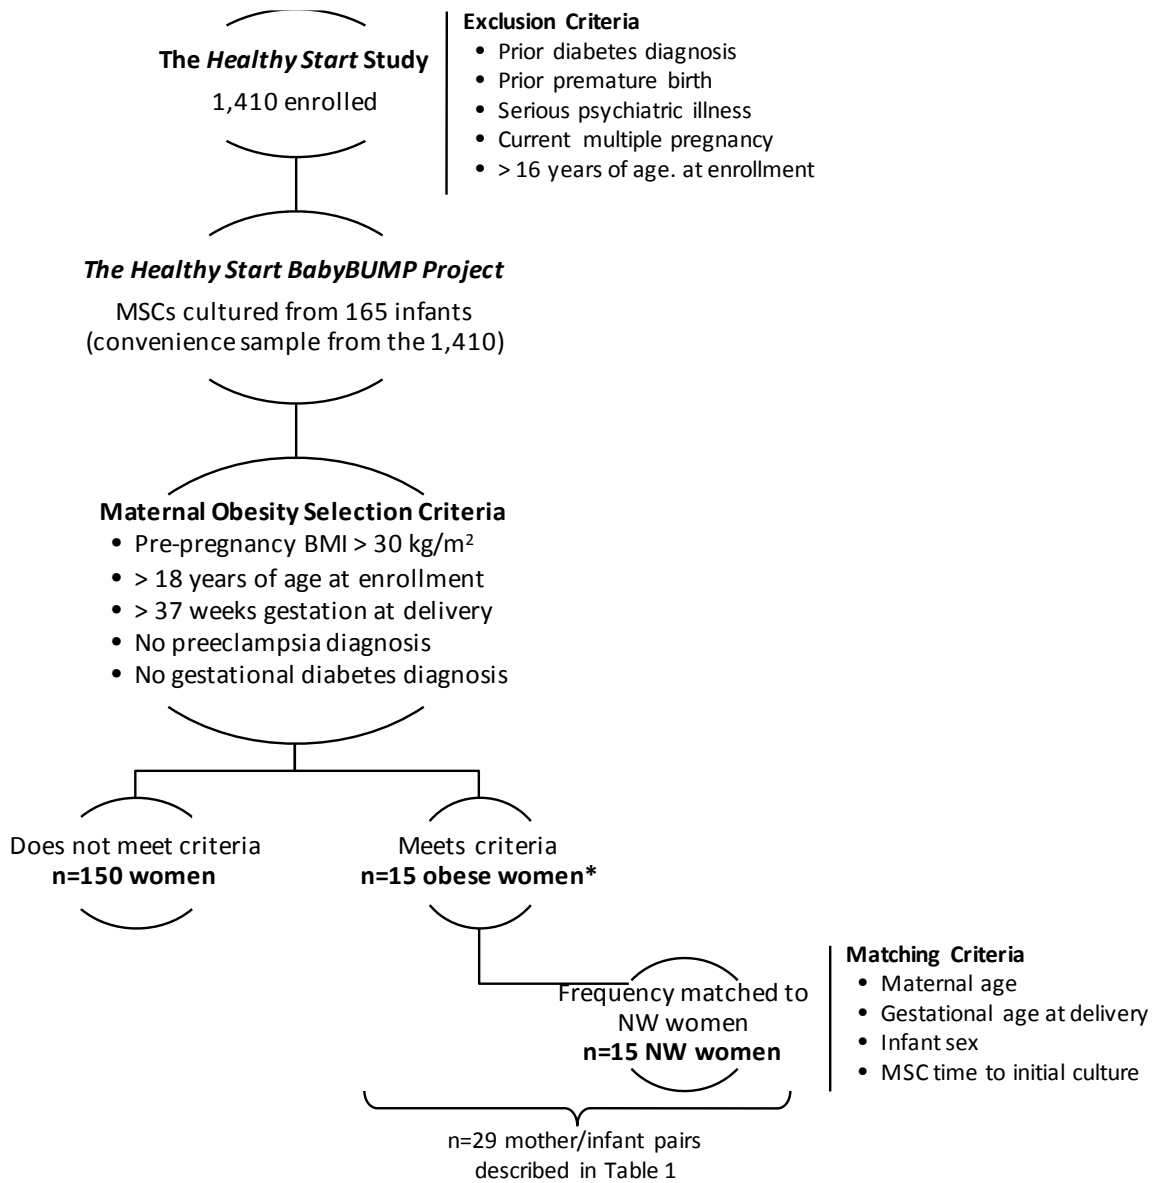 The Healthy Start Study
1,410 enrolled
Exclusion Criteria
• Prior diabetes diagnosis
• Prior premature birth
• Serious psychiatric illness
• Current multiple pregnancy
• > 16 years of age. at enrollment
The Healthy Start BabyBUMP Project
MSCs cultured from 165 infants
(convenience sample from the 1,410)
Maternal Obesity Selection Criteria
• Pre-pregnancy BMI > 30 kg/m²
• > 18 years of age at enrollment
• > 37 weeks gestation at delivery
• No preeclampsia diagnosis
• No gestational diabetes diagnosis
Does not meet criteria
n=150 women
Meets criteria
n=15 obese women*
Frequency matched to
NW women
n=15 NW women
Matching Criteria
• Maternal age
• Gestational age at delivery
• Infant sex
• MSC time to initial culture
n=29 mother/infant pairs
described in Table 1